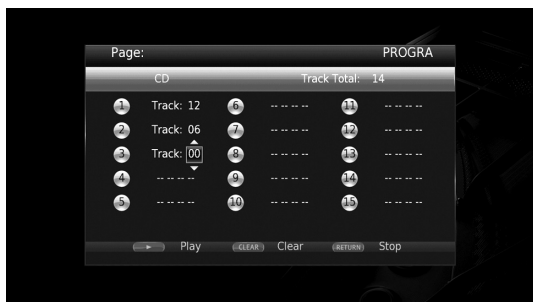 Page: PROGRA
CD Track Total: 14
1 Track: 12 6 -- -- -- -- 11 -- -- -- --
2 Track: 06 7 -- -- -- -- 12 -- -- -- --
3 Track: 00 8 -- -- -- -- 13 -- -- -- --
4 -- -- -- -- 9 -- -- -- -- 14 -- -- -- --
5 -- -- -- -- 10 -- -- -- -- 15 -- -- -- --
Play CLEAR Clear RETURN Stop